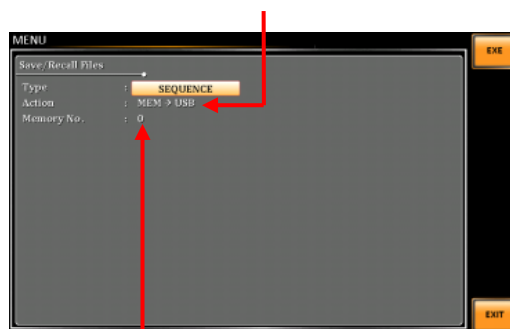 MENU
EXE
Save/Recall Files
Type : SEQUENCE
Action : MEM → USB
Memory No. : 0
EXIT